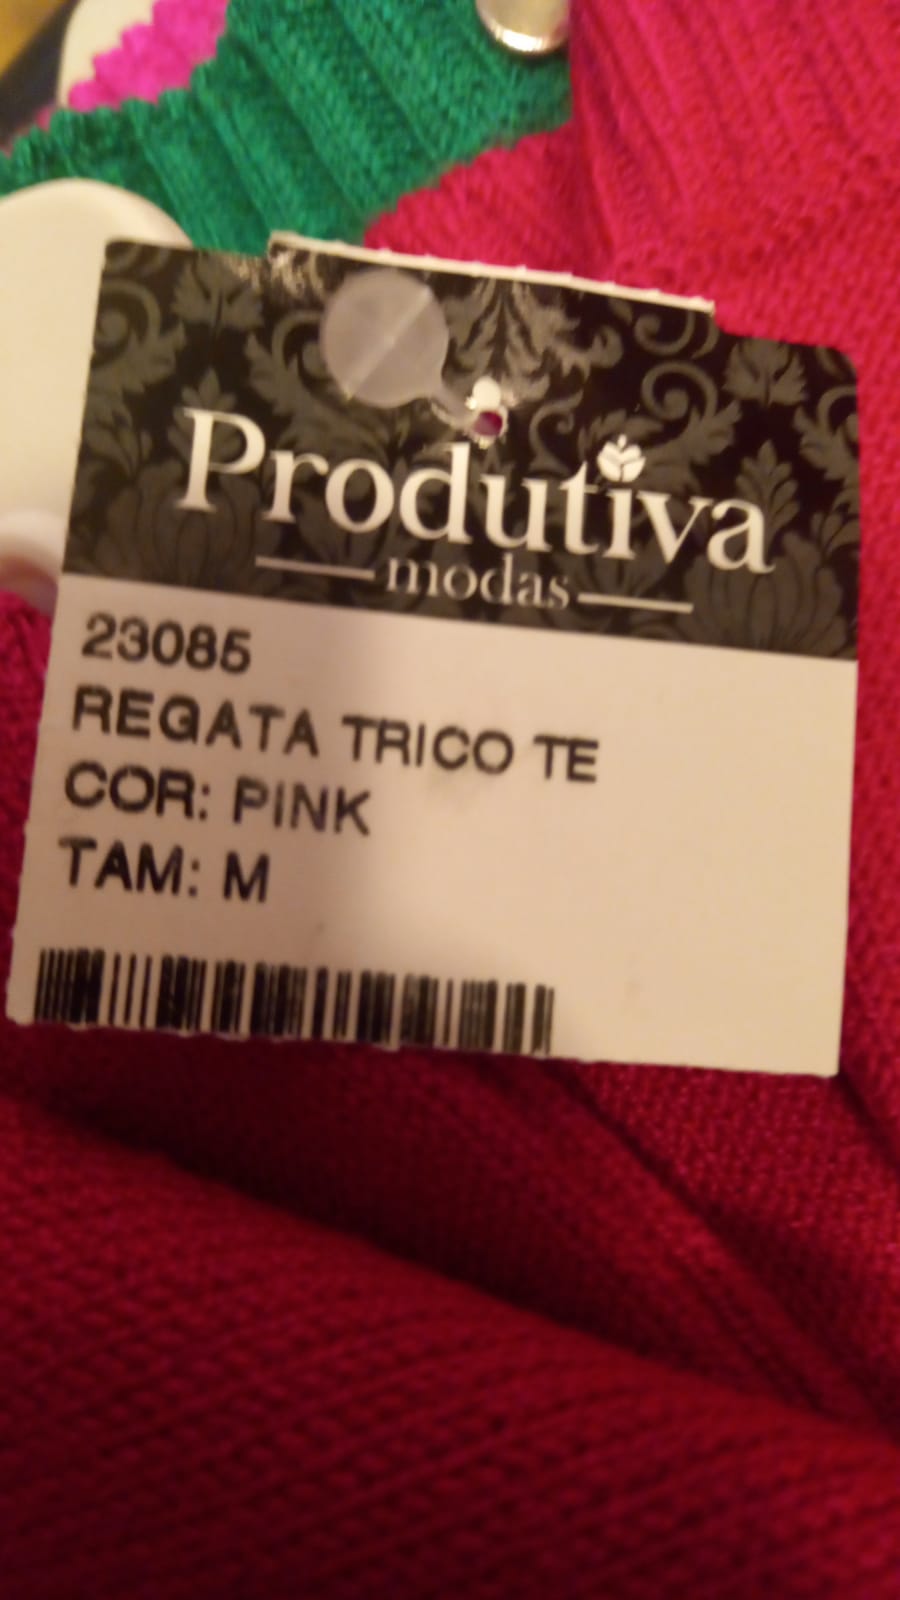 Produtiva
modas
23085
REGATA TRICO TE
COR: PINK
TAM: M